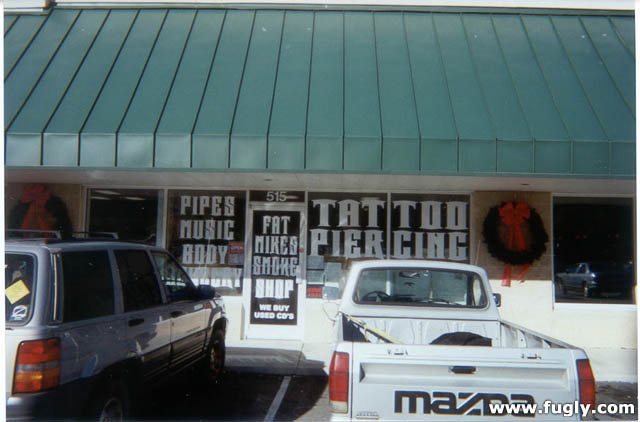 515
PIPES
MUSIC
BODY
FAT
MIKES
SMOKE
SHOP
WE BUY
USED CD'S
TATTOO
PIERCING
mazda
www.fugly.com